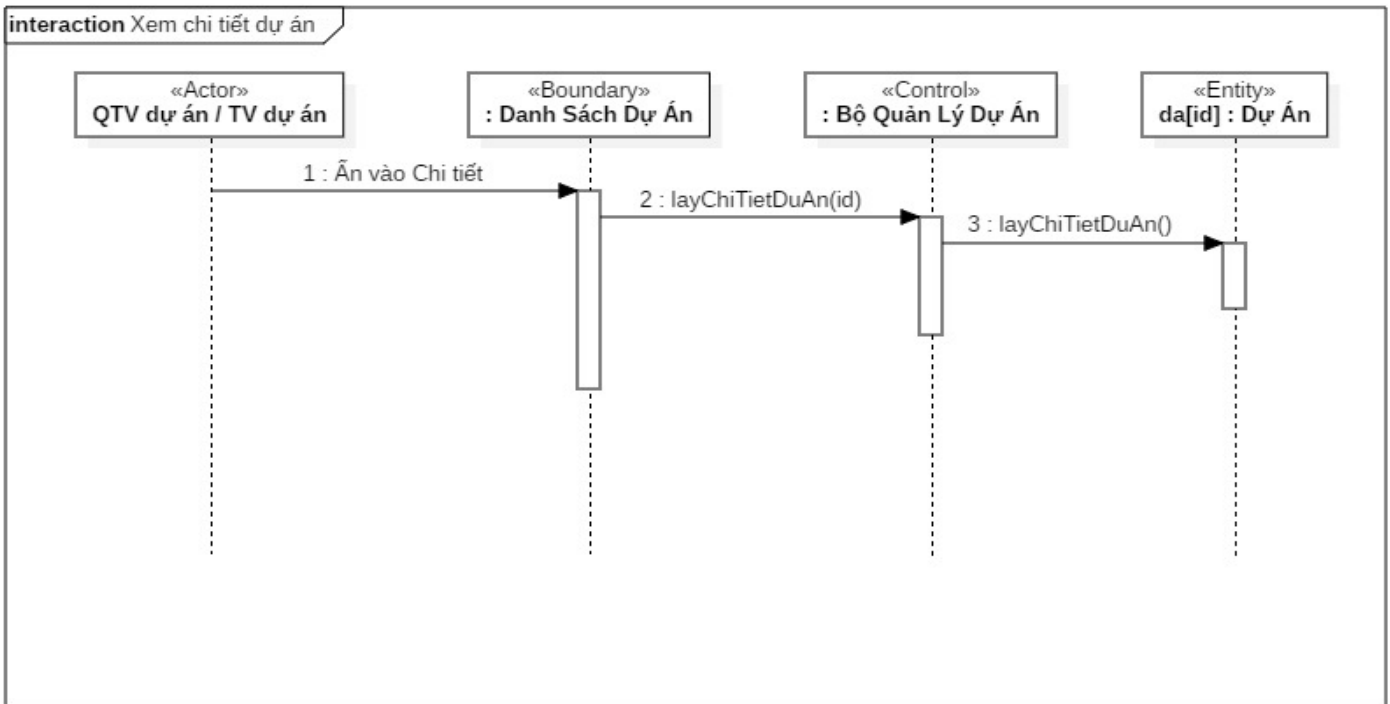 interaction Xem chi tiết dự án
«Actor»
QTV dự án / TV dự án
«Boundary»
: Danh Sách Dự Án
«Control»
: Bộ Quản Lý Dự Án
«Entity»
da[id] : Dự Án
1 : Ấn vào Chi tiết
2 : layChiTietDuAn(id)
3 : layChiTietDuAn()